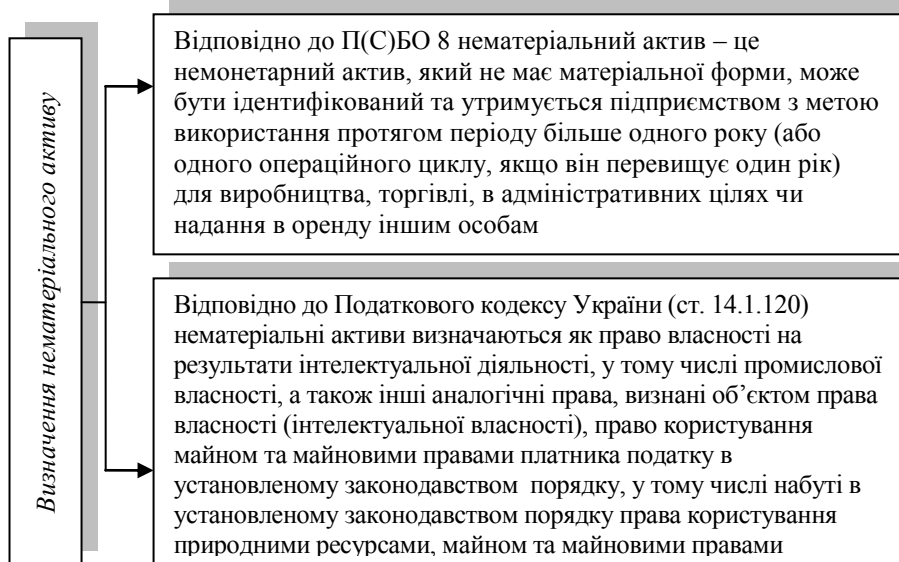 Визначення нематеріального активу
Відповідно до П(С)БО 8 нематеріальний актив – це
немонетарний актив, який не має матеріальної форми, може
бути ідентифікований та утримується підприємством з метою
використання протягом періоду більше одного року (або
одного операційного циклу, якщо він перевищує один рік)
для виробництва, торгівлі, в адміністративних цілях чи
надання в оренду іншим особам
Відповідно до Податкового кодексу України (ст. 14.1.120)
нематеріальні активи визначаються як право власності на
результати інтелектуальної діяльності, у тому числі промислової
власності, а також інші аналогічні права, визнані об’єктом права
власності (інтелектуальної власності), право користування
майном та майновими правами платника податку в
установленому законодавством порядку, у тому числі набуті в
установленому законодавством порядку права користування
природними ресурсами, майном та майновими правами